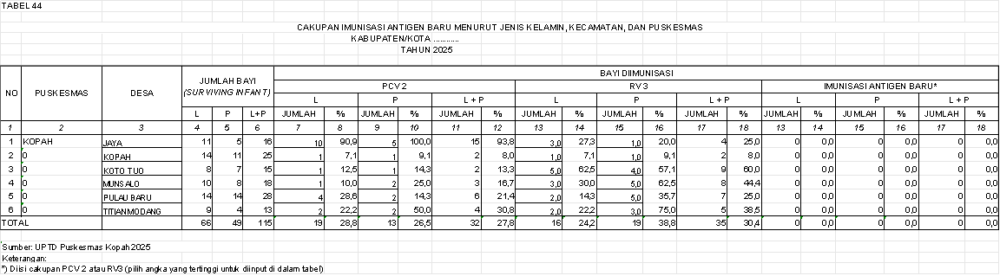 TABEL 44
CAKUPAN IMUNISASI ANTIGEN BARU MENURUT JENIS KELAMIN, KECAMATAN, DAN PUSKESMAS
KABUPATEN/KOTA ............
TAHUN 2025
NO PUSKESMAS DESA JUMLAH BAYI (SURVIVING INFANT) BAYI DIIMUNISASI
PCV 2 RV 3 IMUNISASI ANTIGEN BARU*
L P L + P L P L + P L P L + P
L P L+P JUMLAH % JUMLAH % JUMLAH % JUMLAH % JUMLAH % JUMLAH % JUMLAH % JUMLAH % JUMLAH %
1 2 3 4 5 6 7 8 9 10 11 12 13 14 15 16 17 18 13 14 15 16 17 18
1 KOPAH JAYA 11 5 16 10 90,9 5 100,0 15 93,8 3,0 27,3 1,0 20,0 4 25,0 0 0,0 0 0,0 0 0,0
2 0 KOPAH 14 11 25 1 7,1 1 9,1 2 8,0 1,0 7,1 1,0 9,1 2 8,0 0 0,0 0 0,0 0 0,0
3 0 KOTO TUO 8 7 15 1 12,5 1 14,3 2 13,3 5,0 62,5 4,0 57,1 9 60,0 0 0,0 0 0,0 0 0,0
4 0 MUNSALO 10 8 18 1 10,0 2 25,0 3 16,7 3,0 30,0 5,0 62,5 8 44,4 0 0,0 0 0,0 0 0,0
5 0 PULAU BARU 14 14 28 4 28,6 2 14,3 6 21,4 2,0 14,3 5,0 35,7 7 25,0 0 0,0 0 0,0 0 0,0
6 0 TITIAN MODANG 9 4 13 2 22,2 2 50,0 4 30,8 2,0 22,2 3,0 75,0 5 38,5 0 0,0 0 0,0 0 0,0
TOTAL 66 49 115 19 28,8 13 26,5 32 27,8 16 24,2 19 38,8 35 30,4 0 0,0 0 0,0 0 0,0
Sumber: UPTD Puskesmas Kopah 2025
Keterangan:
*) Diisi cakupan PCV 2 atau RV3 (pilih angka yang tertinggi untuk diinput di dalam tabel)